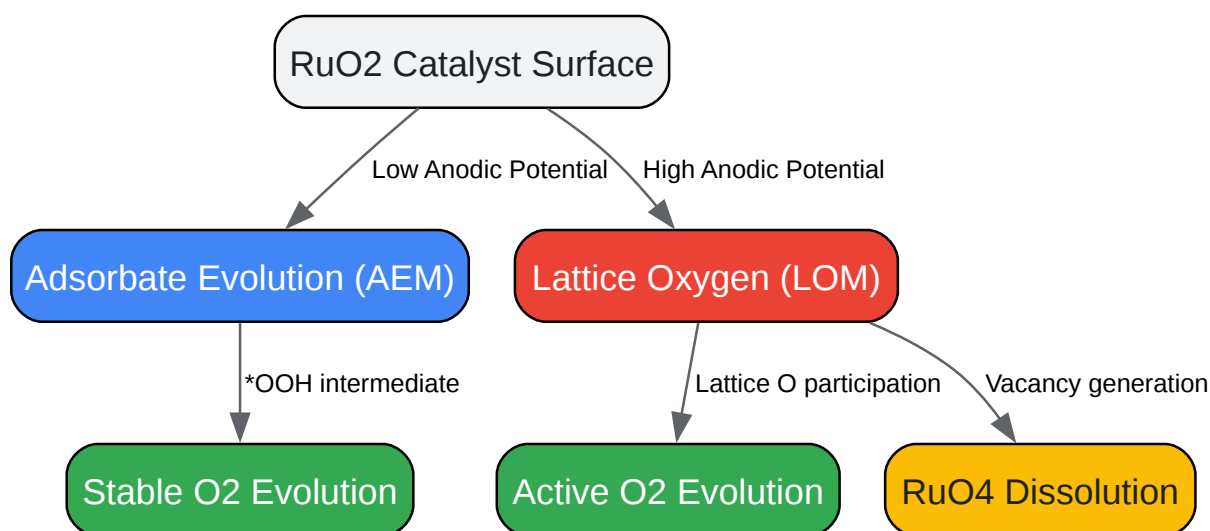 RuO2 Catalyst Surface
Low Anodic Potential
High Anodic Potential
Adsorbate Evolution (AEM)
Lattice Oxygen (LOM)
*OOH intermediate
Lattice O participation
Vacancy generation
Stable O2 Evolution
Active O2 Evolution
RuO4 Dissolution